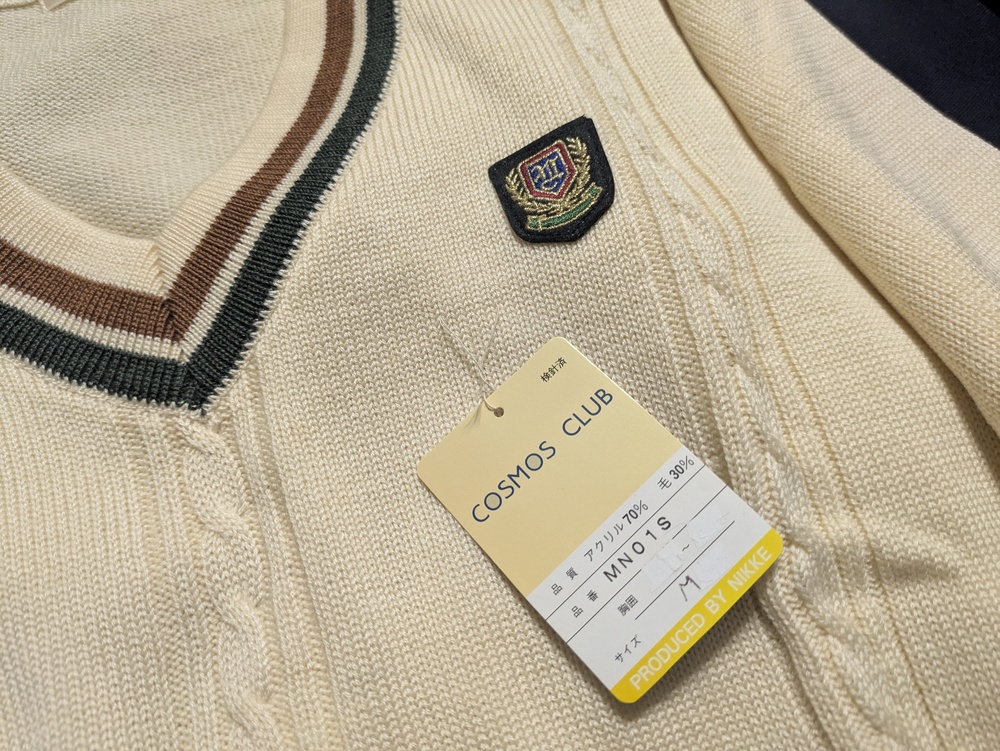 検針済
COSMOS CLUB
品質 アクリル70% 毛30%
品番 MN01S
胸囲 ~
サイズ M
PRODUCED BY NIKKE